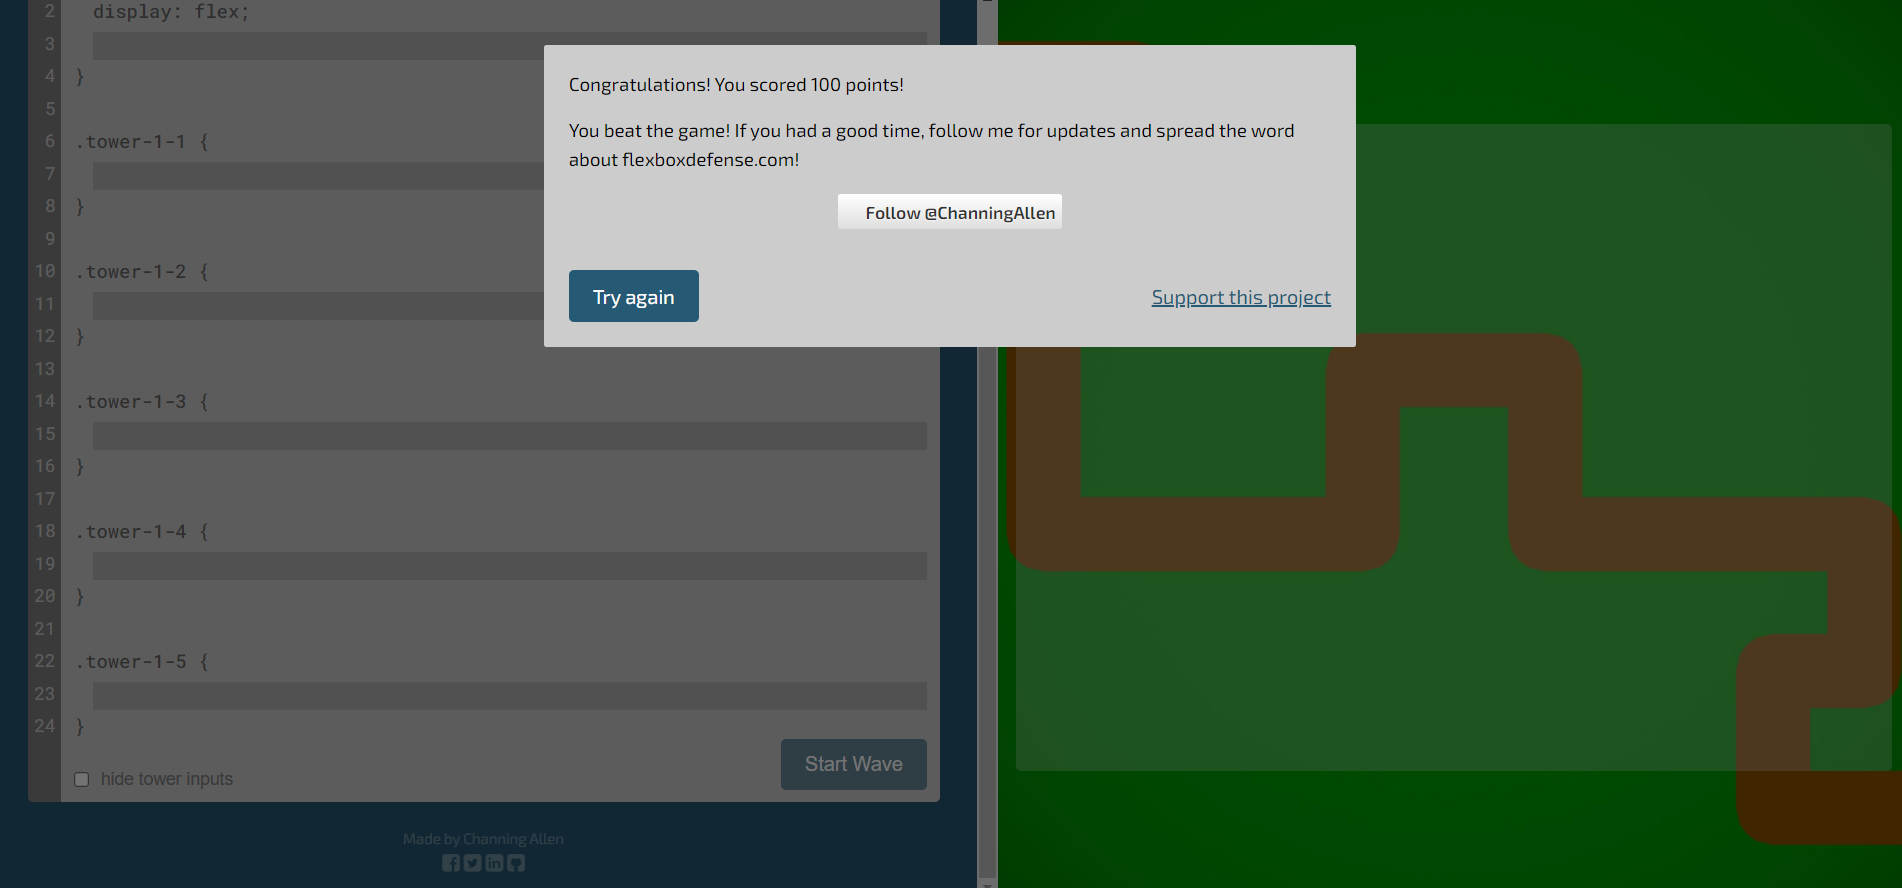 2 display: flex;
3
4 }
5
6 .tower-1-1 {
7
8 }
9
10 .tower-1-2 {
11
12 }
13
14 .tower-1-3 {
15
16 }
17
18 .tower-1-4 {
19
20 }
21
22 .tower-1-5 {
23
24 }
hide tower inputs
Start Wave
Made by Channing Allen
Congratulations! You scored 100 points!
You beat the game! If you had a good time, follow me for updates and spread the word
about flexboxdefense.com!
Follow @ChanningAllen
Try again
Support this project